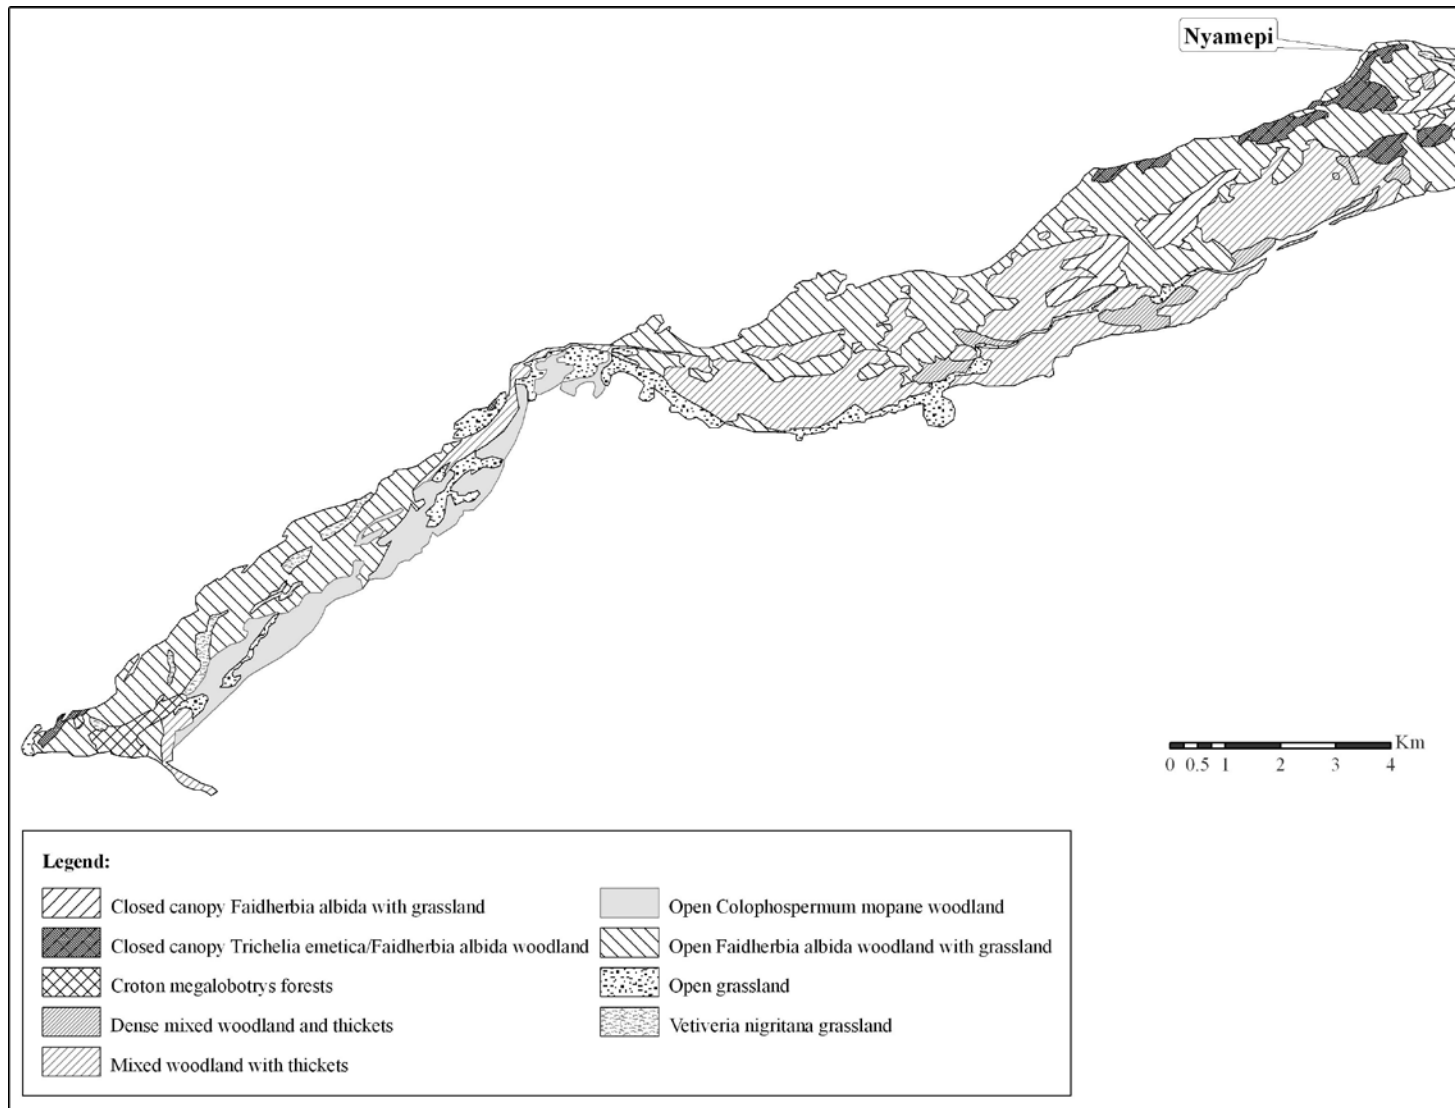 Nyamepi
Km
0 0.5 1 2 3 4
Legend:
Closed canopy Faidherbia albida with grassland
Closed canopy Trichelia emetica/Faidherbia albida woodland
Croton megalobotrys forests
Dense mixed woodland and thickets
Mixed woodland with thickets
Open Colophospermum mopane woodland
Open Faidherbia albida woodland with grassland
Open grassland
Vetiveria nigritana grassland